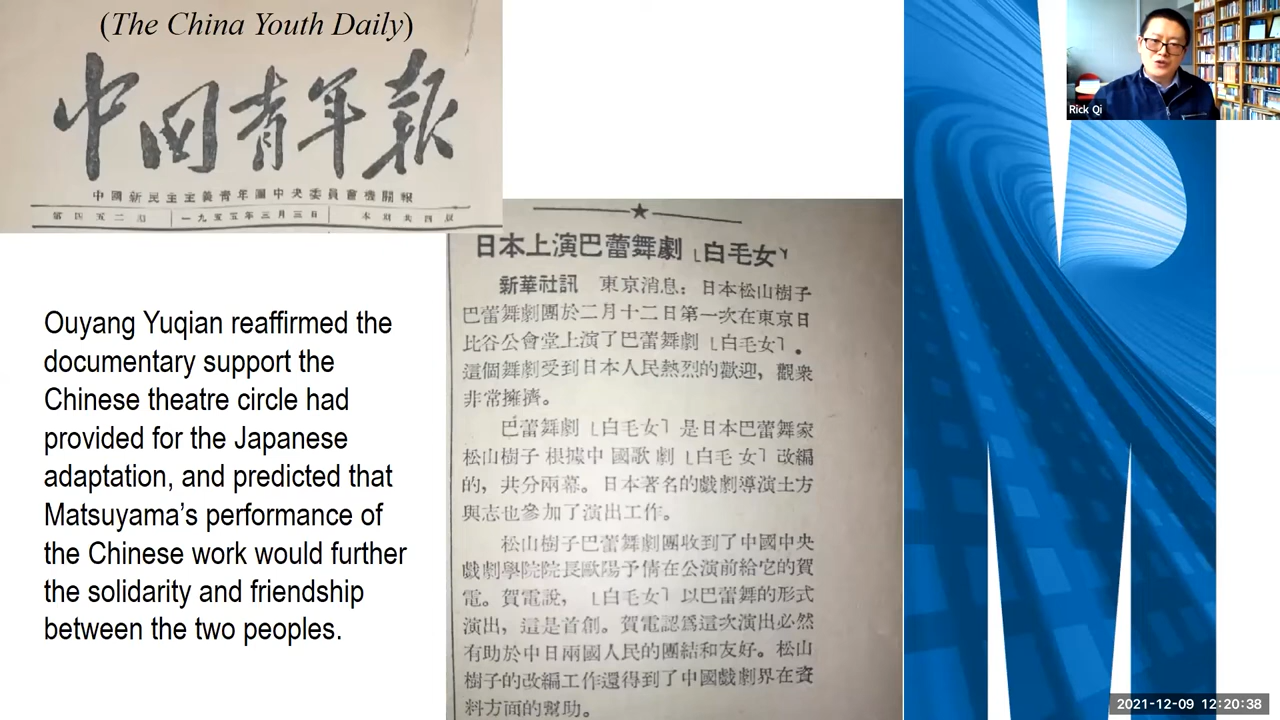 (The China Youth Daily)
中国青年報
中國新民主主義青年團中央委員會機關報
第四五二期
一九五五年三月三日
本期共四版
日本上演巴蕾舞劇「白毛女」
新華社訊 東京消息：日本松山樹子
巴蕾舞劇團於二月十二日第一次在東京日
比谷公會堂上演了巴蕾舞劇「白毛女」。
這個舞劇受到日本人民熱烈的歡迎，觀衆
非常擁擠。
巴蕾舞劇「白毛女」是日本巴蕾舞家
松山樹子根據中國歌劇「白毛女」改編
的，共分兩幕。日本著名的戲劇導演土方
與志也參加了演出工作。
松山樹子巴蕾舞劇團收到了中國中央
戲劇學院院長歐陽予倩在公演前給它的賀
電。賀電說，「白毛女」以巴蕾舞的形式
演出，這是首創。賀電認爲這次演出必然
有助於中日兩國人民的團結和友好。松山
樹子的改編工作還得到了中國戲劇界在資
料方面的幫助。
Ouyang Yuqian reaffirmed the
documentary support the
Chinese theatre circle had
provided for the Japanese
adaptation, and predicted that
Matsuyama’s performance of
the Chinese work would further
the solidarity and friendship
between the two peoples.
Rick Qi
2021-12-09 12:20:38